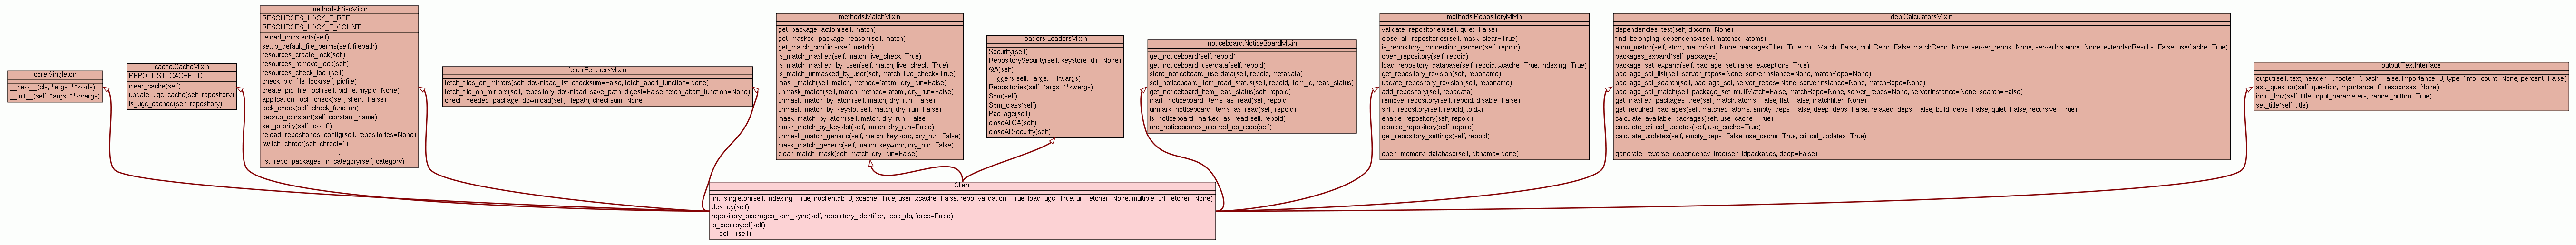 core.Singleton
__new__(cls, *args, **kwds)
__init__(self, *args, **kwargs)
cache.CacheMixin
REPO_LIST_CACHE_ID
clear_cache(self)
update_ugc_cache(self, repository)
is_ugc_cached(self, repository)
methods.MiscMixin
RESOURCES_LOCK_F_REF
RESOURCES_LOCK_F_COUNT
reload_constants(self)
setup_default_file_perms(self, filepath)
resources_create_lock(self)
resources_remove_lock(self)
resources_check_lock(self)
check_pid_file_lock(self, pidfile)
create_pid_file_lock(self, pidfile, mypid=None)
application_lock_check(self, silent=False)
lock_check(self, check_function)
backup_constant(self, constant_name)
set_priority(self, low=0)
reload_repositories_config(self, repositories=None)
switch_chroot(self, chroot='')
...
list_repo_packages_in_category(self, category)
fetch.FetchersMixin
fetch_files_on_mirrors(self, download_list, checksum=False, fetch_abort_function=None)
fetch_file_on_mirrors(self, repository, download, save_path, digest=False, fetch_abort_function=None)
check_needed_package_download(self, filepath, checksum=None)
methods.MatchMixin
get_package_action(self, match)
get_masked_package_reason(self, match)
get_match_conflicts(self, match)
is_match_masked(self, match, live_check=True)
is_match_masked_by_user(self, match, live_check=True)
is_match_unmasked_by_user(self, match, live_check=True)
mask_match(self, match, method='atom', dry_run=False)
unmask_match(self, match, method='atom', dry_run=False)
unmask_match_by_atom(self, match, dry_run=False)
unmask_match_by_keyslot(self, match, dry_run=False)
mask_match_by_atom(self, match, dry_run=False)
mask_match_by_keyslot(self, match, dry_run=False)
unmask_match_generic(self, match, keyword, dry_run=False)
mask_match_generic(self, match, keyword, dry_run=False)
clear_match_mask(self, match, dry_run=False)
loaders.LoadersMixin
Security(self)
RepositorySecurity(self, keystore_dir=None)
QA(self)
Triggers(self, *args, **kwargs)
Repositories(self, *args, **kwargs)
Spm(self)
Spm_class(self)
Package(self)
closeAllQA(self)
closeAllSecurity(self)
noticeboard.NoticeBoardMixin
get_noticeboard(self, repoid)
get_noticeboard_userdata(self, repoid)
store_noticeboard_userdata(self, repoid, metadata)
set_noticeboard_item_read_status(self, repoid, item_id, read_status)
get_noticeboard_item_read_status(self, repoid)
mark_noticeboard_items_as_read(self, repoid)
unmark_noticeboard_items_as_read(self, repoid)
is_noticeboard_marked_as_read(self, repoid)
are_noticeboards_marked_as_read(self)
methods.RepositoryMixin
validate_repositories(self, quiet=False)
close_all_repositories(self, mask_clear=True)
is_repository_connection_cached(self, repoid)
open_repository(self, repoid)
load_repository_database(self, repoid, xcache=True, indexing=True)
get_repository_revision(self, reponame)
update_repository_revision(self, reponame)
add_repository(self, repodata)
remove_repository(self, repoid, disable=False)
shift_repository(self, repoid, toidx)
enable_repository(self, repoid)
disable_repository(self, repoid)
get_repository_settings(self, repoid)
...
open_memory_database(self, dbname=None)
dep.CalculatorsMixin
dependencies_test(self, dbconn=None)
find_belonging_dependency(self, matched_atoms)
atom_match(self, atom, matchSlot=None, packagesFilter=True, multiMatch=False, multiRepo=False, matchRepo=None, server_repos=None, serverInstance=None, extendedResults=False, useCache=True)
packages_expand(self, packages)
package_set_expand(self, package_set, raise_exceptions=True)
package_set_list(self, server_repos=None, serverInstance=None, matchRepo=None)
package_set_search(self, package_set, server_repos=None, serverInstance=None, matchRepo=None)
package_set_match(self, package_set, multiMatch=False, matchRepo=None, server_repos=None, serverInstance=None, search=False)
get_masked_packages_tree(self, match, atoms=False, flat=False, matchfilter=None)
get_required_packages(self, matched_atoms, empty_deps=False, deep_deps=False, relaxed_deps=False, build_deps=False, quiet=False, recursive=True)
calculate_available_packages(self, use_cache=True)
calculate_critical_updates(self, use_cache=True)
calculate_updates(self, empty_deps=False, use_cache=True, critical_updates=True)
...
generate_reverse_dependency_tree(self, idpackages, deep=False)
output.TextInterface
output(self, text, header='', footer='', back=False, importance=0, type='info', count=None, percent=False)
ask_question(self, question, importance=0, responses=None)
input_box(self, title, input_parameters, cancel_button=True)
set_title(self, title)
Client
init_singleton(self, indexing=True, noclientdb=0, xcache=True, user_xcache=False, repo_validation=True, load_ugc=True, url_fetcher=None, multiple_url_fetcher=None)
destroy(self)
repository_packages_spm_sync(self, repository_identifier, repo_db, force=False)
is_destroyed(self)
__del__(self)